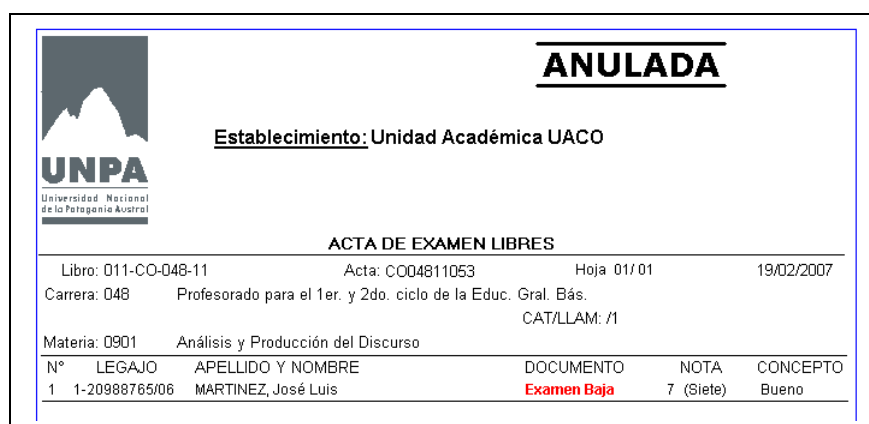 ANULADA
Establecimiento: Unidad Académica UACO
UNPA
Universidad Nacional
de la Patagonia Austral
ACTA DE EXAMEN LIBRES
Libro: 011-CO-048-11 Acta: CO04811053 Hoja 01/01 19/02/2007
Carrera: 048 Profesorado para el 1er. y 2do. ciclo de la Educ. Gral. Bás.
CAT/LLAM: /1
Materia: 0901 Análisis y Producción del Discurso
N° LEGAJO APELLIDO Y NOMBRE DOCUMENTO NOTA CONCEPTO
1 1-20988765/06 MARTINEZ, José Luis Examen Baja 7 (Siete) Bueno